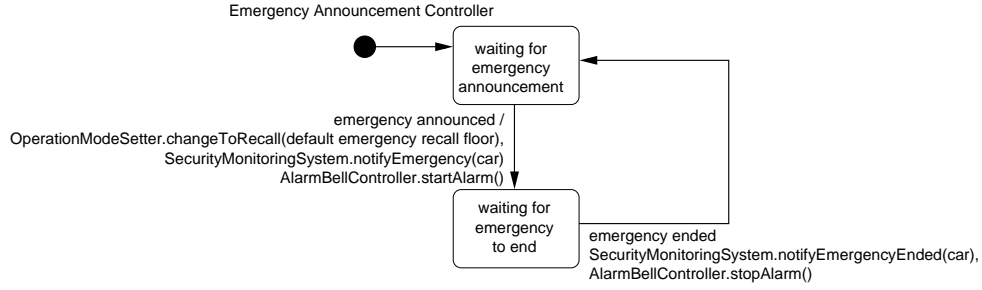 Emergency Announcement Controller
waiting for
emergency
announcement
emergency announced /
OperationModeSetter.changeToRecall(default emergency recall floor),
SecurityMonitoringSystem.notifyEmergency(car)
AlarmBellController.startAlarm()
waiting for
emergency
to end
emergency ended
SecurityMonitoringSystem.notifyEmergencyEnded(car),
AlarmBellController.stopAlarm()